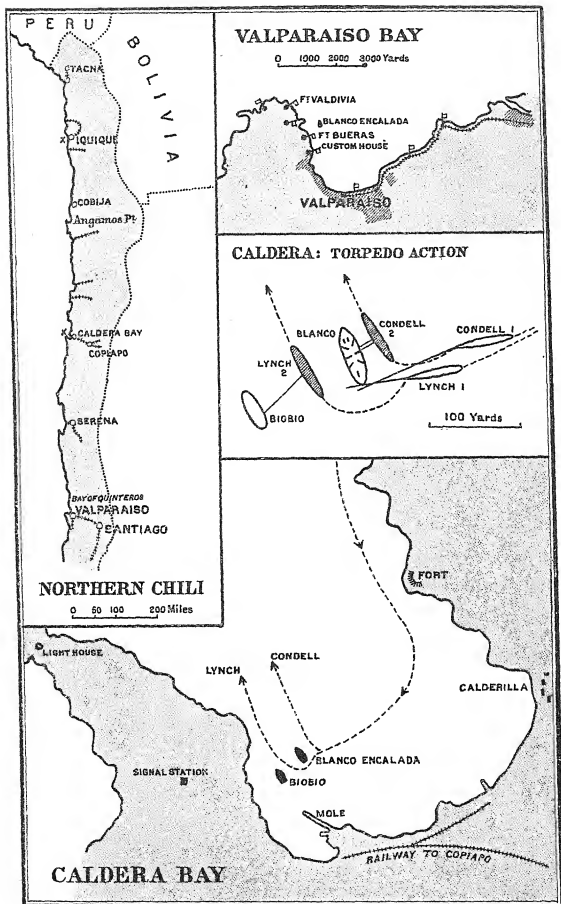 PERU
BOLIVIA
TACNA
IQUIQUE
COBIJA
Angamos Pt
CALDERA BAY
COPIAPO
SERENA
BAY OF QUINTEROS
VALPARAISO
SANTIAGO
NORTHERN CHILI
0 50 100 200 Miles
VALPARAISO BAY
0 1000 2000 3000 Yards
FT VALDIVIA
BLANCO ENCALADA
FT BUERAS
CUSTOM HOUSE
VALPARAISO
CALDERA: TORPEDO ACTION
BLANCO
CONDELL
2
CONDELL 1
LYNCH
2
LYNCH 1
BIOBIO
100 Yards
FORT
LIGHT HOUSE
LYNCH
CONDELL
CALDERILLA
BLANCO ENCALADA
SIGNAL STATION
BIOBIO
MOLE
RAILWAY TO COPIAPO
CALDERA BAY